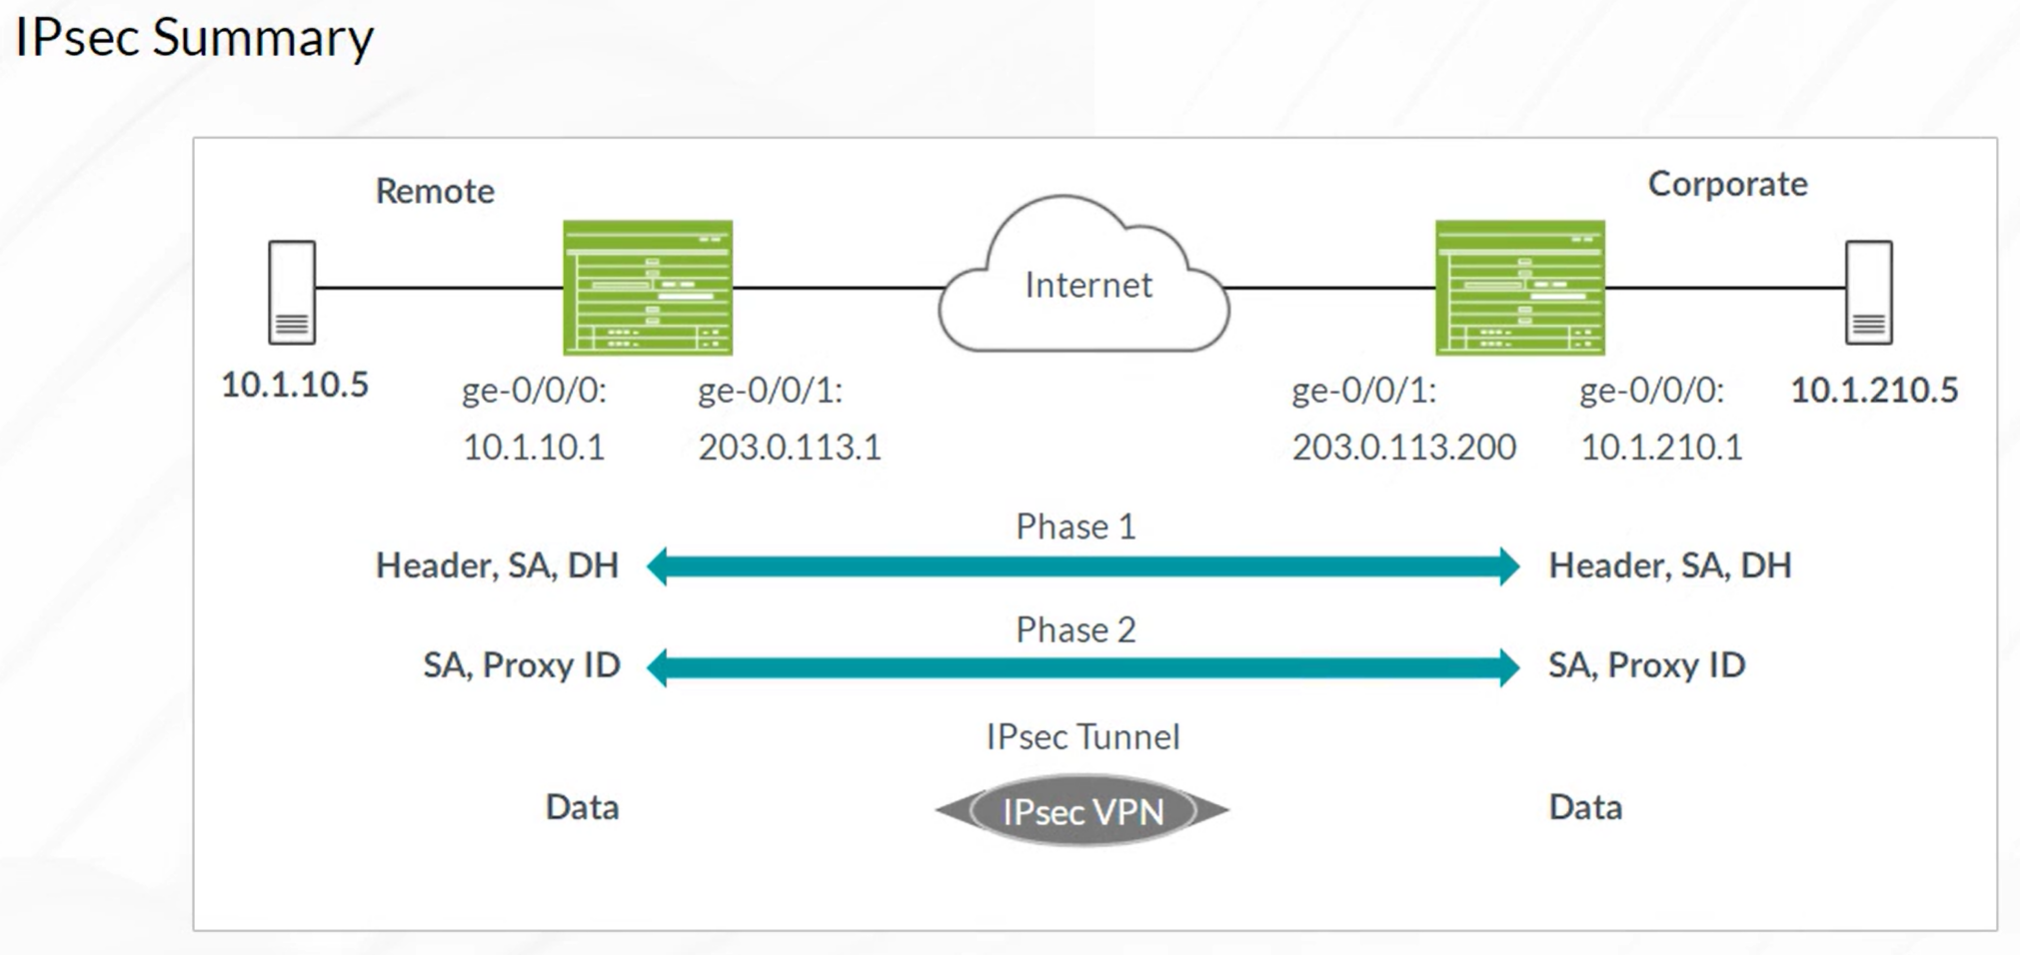 IPsec Summary
Remote
Corporate
Internet
10.1.10.5
ge-0/0/0:
10.1.10.1
ge-0/0/1:
203.0.113.1
ge-0/0/1:
203.0.113.200
ge-0/0/0:
10.1.210.1
10.1.210.5
Phase 1
Header, SA, DH
Header, SA, DH
Phase 2
SA, Proxy ID
SA, Proxy ID
IPsec Tunnel
Data
IPsec VPN
Data